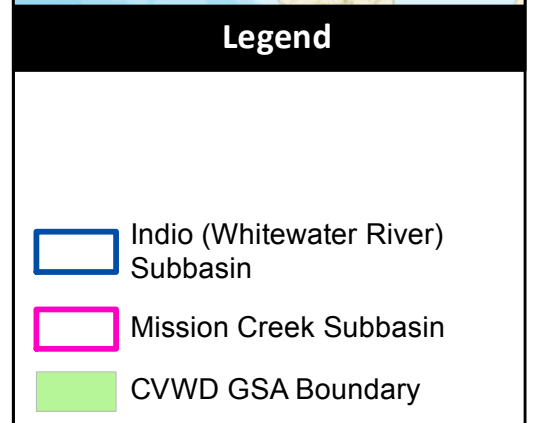 Legend
Indio (Whitewater River)
Subbasin
Mission Creek Subbasin
CVWD GSA Boundary